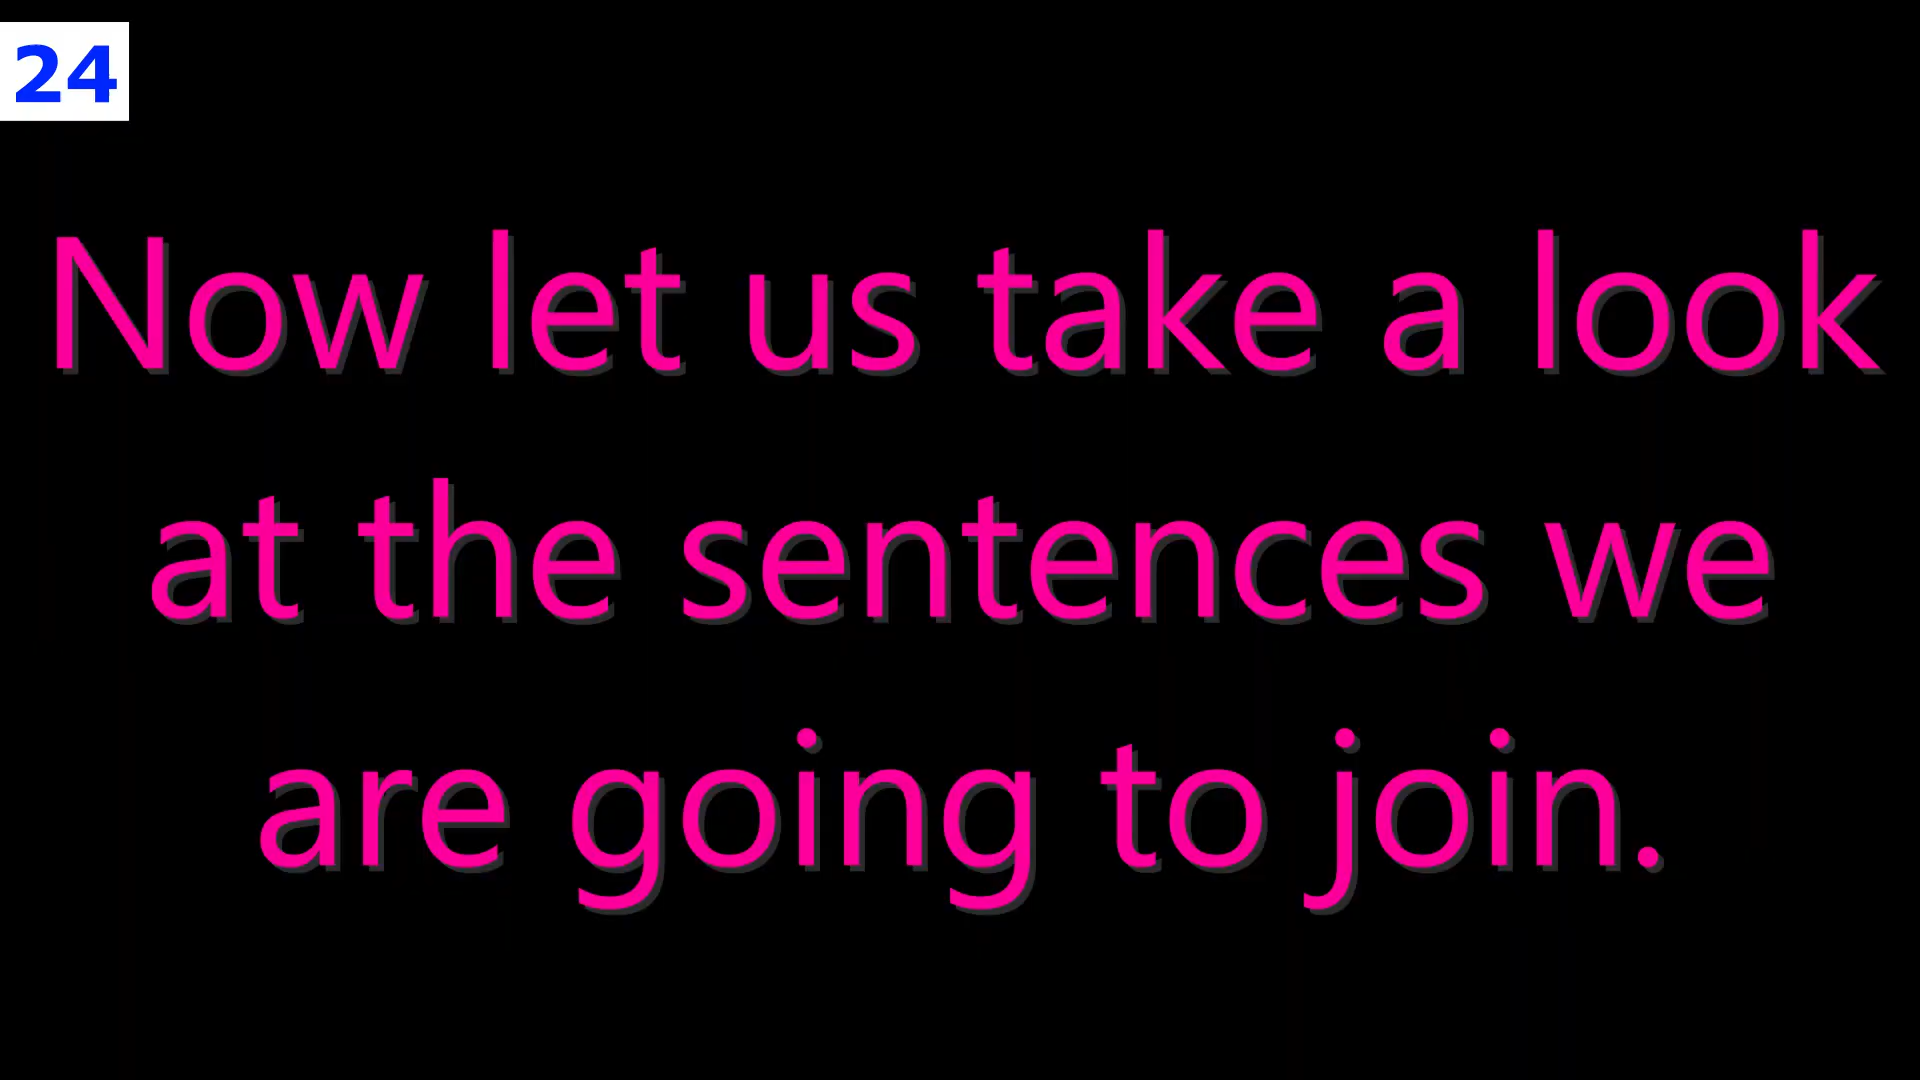 24
Now let us take a look
at the sentences we
are going to join.